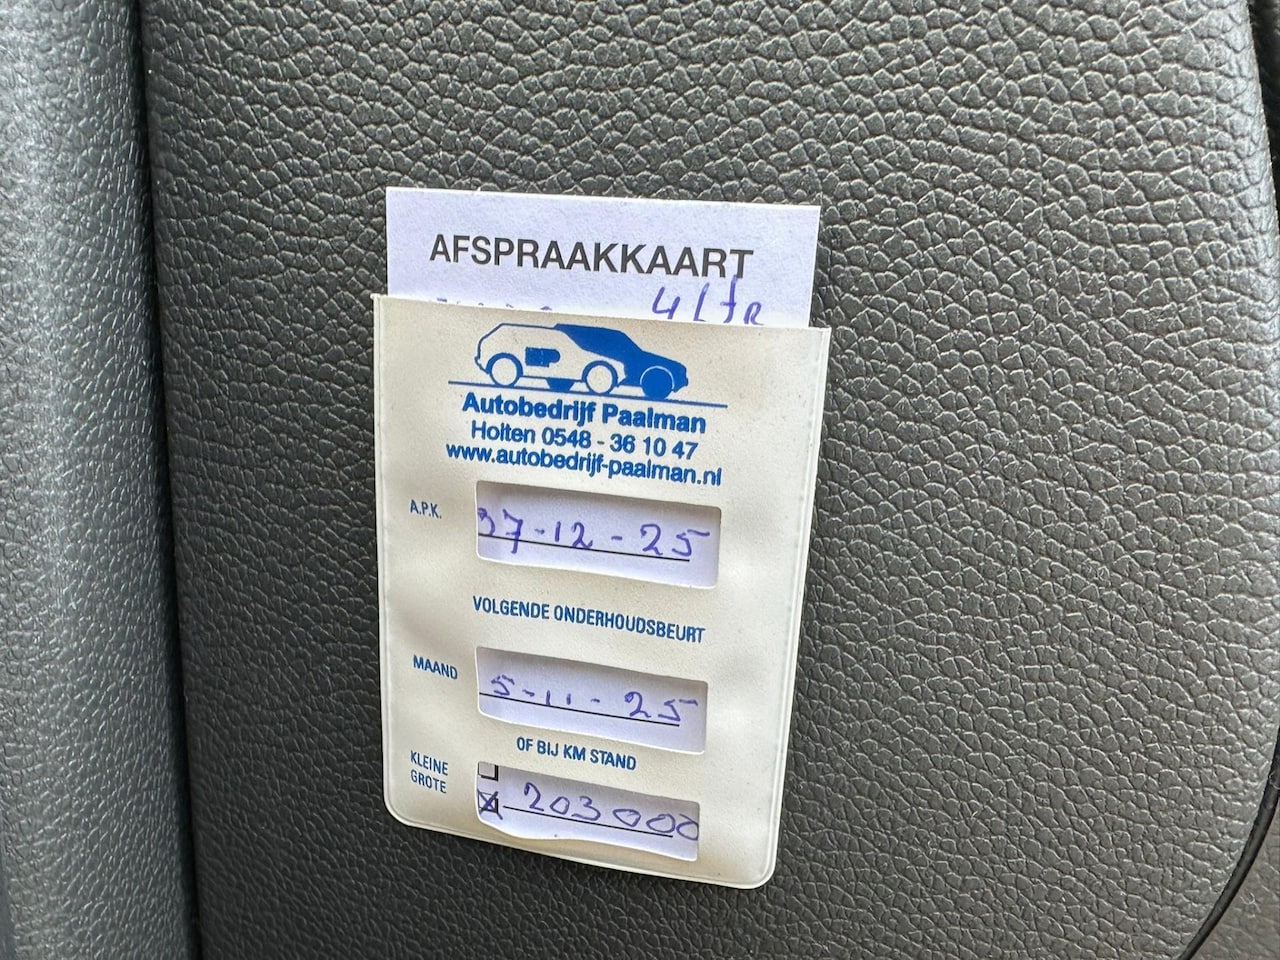 AFSPRAAKKAART
4 Ltr
Autobedrijf Paalman
Holten 0548 - 36 10 47
www.autobedrijf-paalman.nl
A.P.K.
27-12-25
VOLGENDE ONDERHOUDSBEURT
MAAND
5-11-25
OF BIJ KM STAND
KLEINE
GROTE
203000